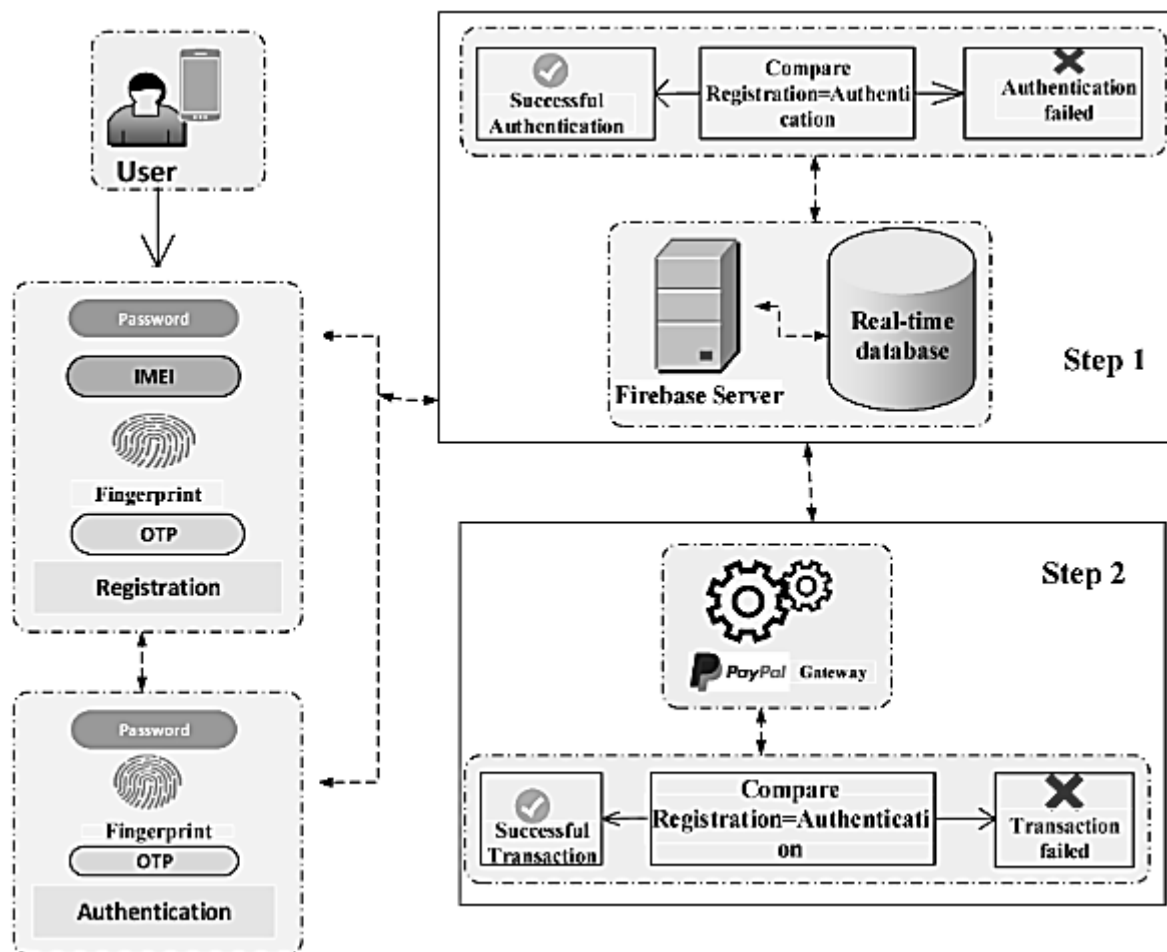 User
Password
IMEI
Fingerprint
OTP
Registration
Password
Fingerprint
OTP
Authentication
Successful
Authentication
Compare
Registration=Authenti
cation
Authentication
failed
Firebase Server
Real-time
database
Step 1
Step 2
PayPal Gateway
Successful
Transaction
Compare
Registration=Authenticati
on
Transaction
failed